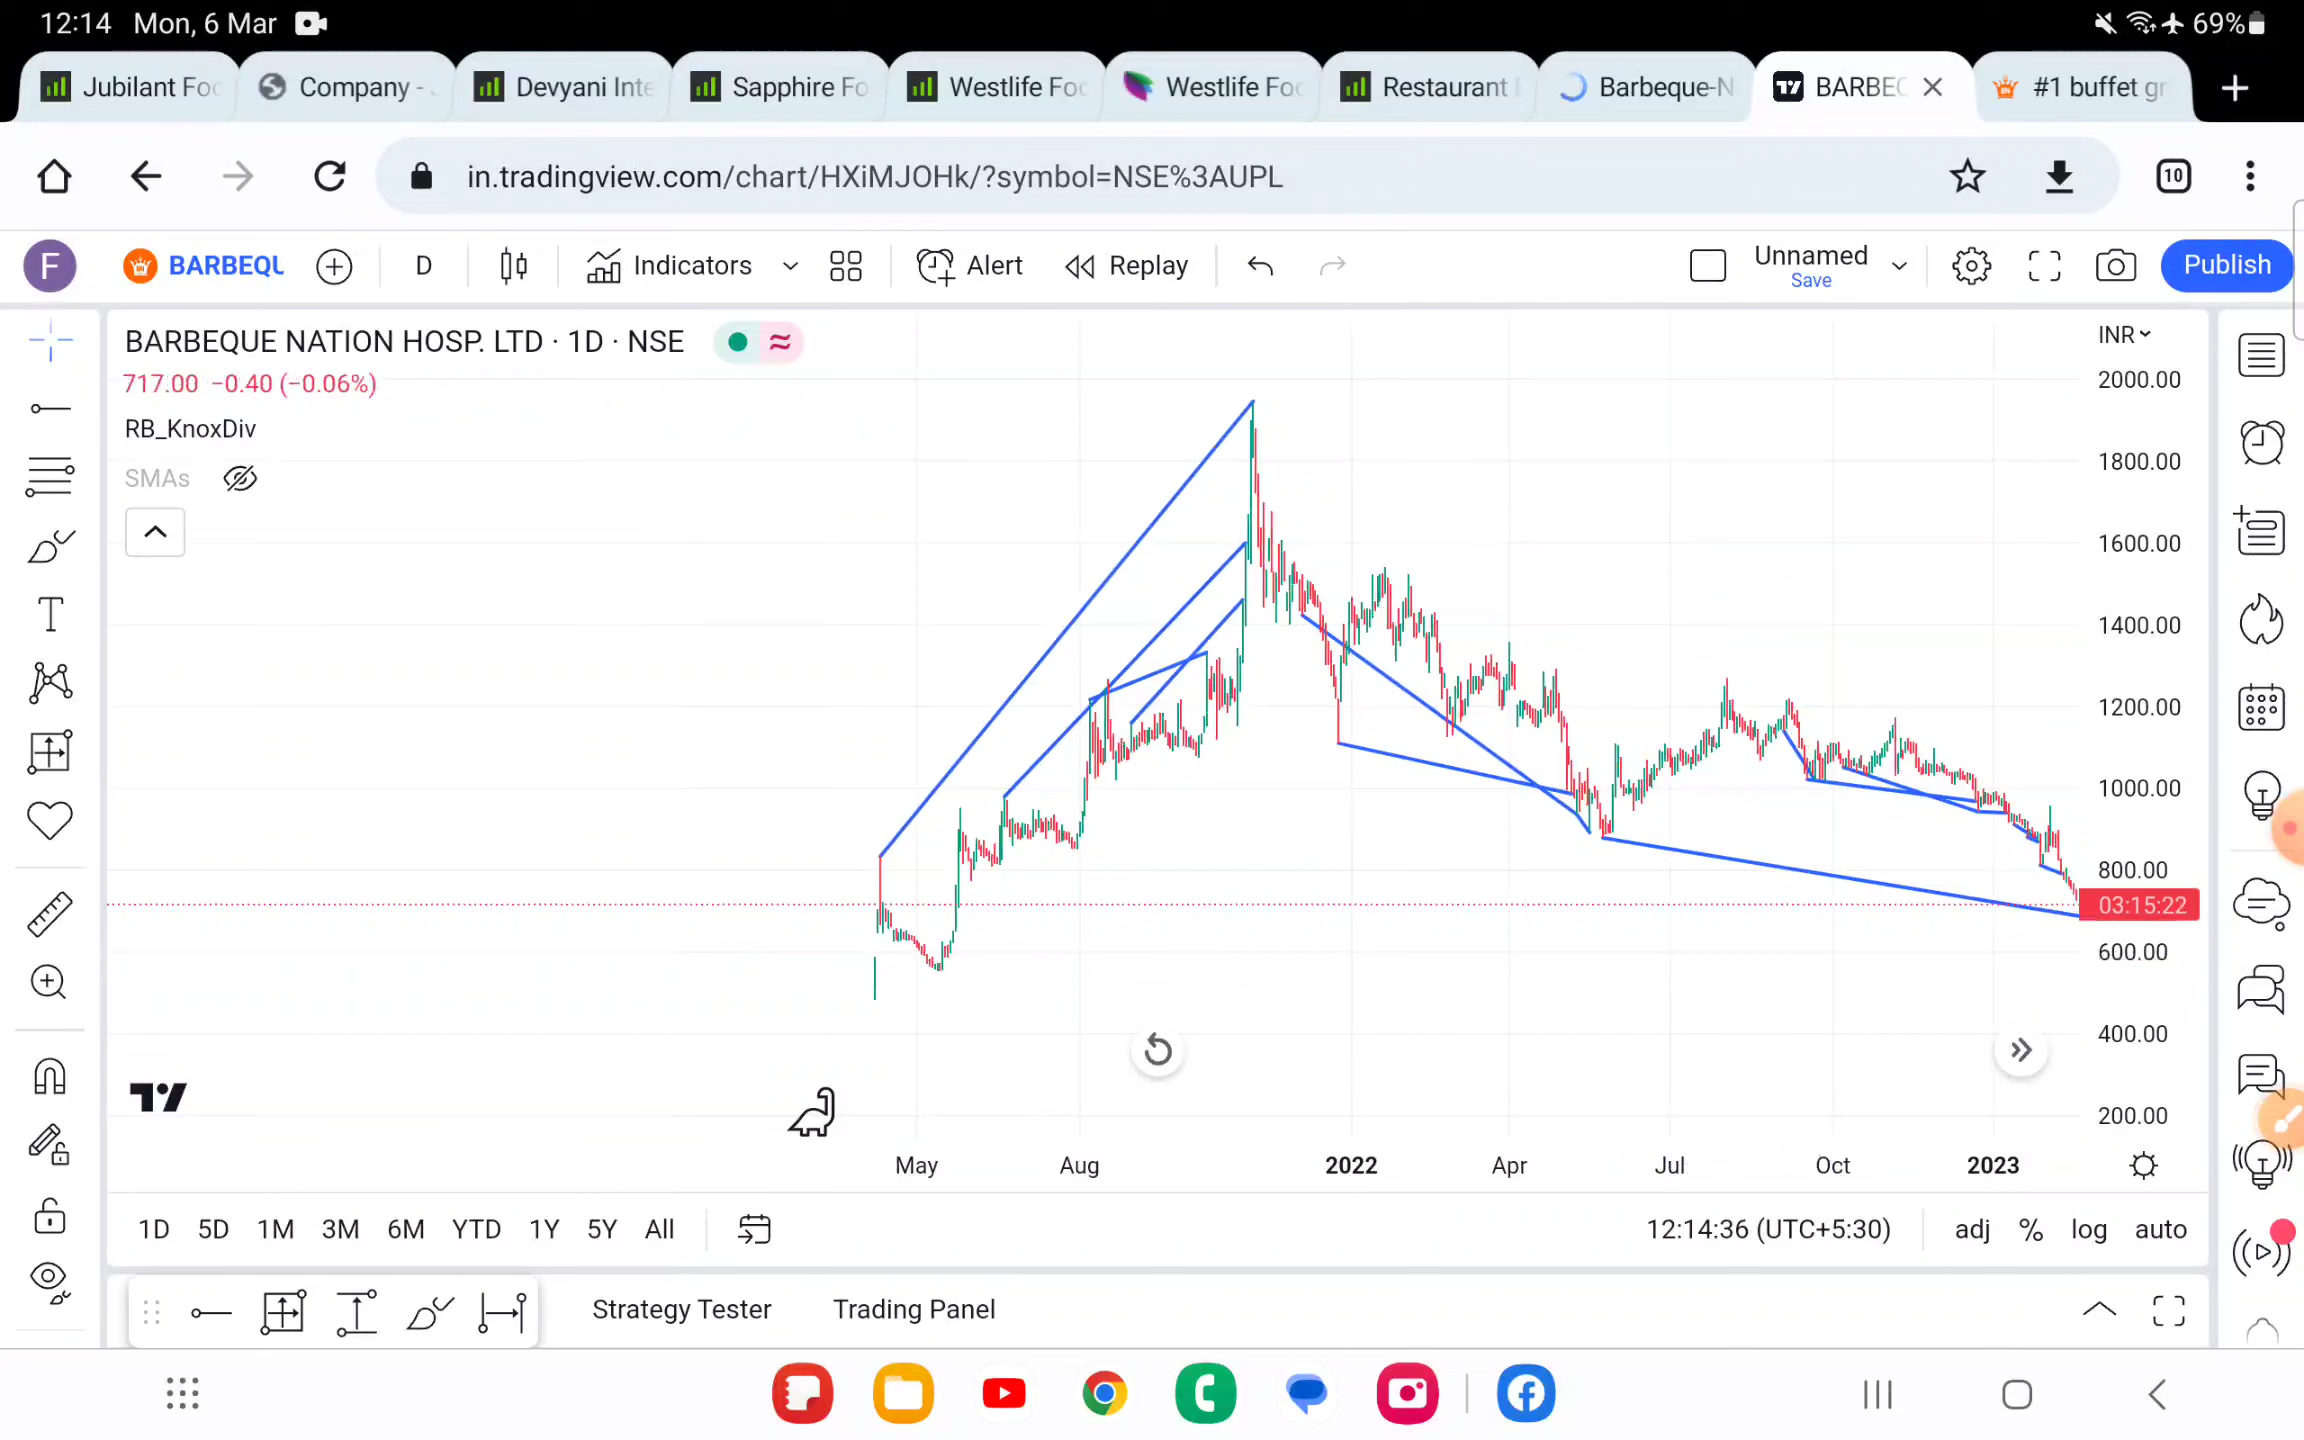 12:14 Mon, 6 Mar
69%
Jubilant Foo
Company -
Devyani Inte
Sapphire Fo
Westlife Foo
Westlife Foo
Restaurant
Barbeque-N
BARBEC
#1 buffet gr
in.tradingview.com/chart/HXiMJOHk/?symbol=NSE%3AUPL
10
F
BARBEQU
D
Indicators
Alert
Replay
Unnamed
Save
Publish
BARBEQUE NATION HOSP. LTD · 1D · NSE
717.00 −0.40 (−0.06%)
RB_KnoxDiv
SMAs
INR
2000.00
1800.00
1600.00
1400.00
1200.00
1000.00
800.00
03:15:22
600.00
400.00
200.00
May
Aug
2022
Apr
Jul
Oct
2023
1D 5D 1M 3M 6M YTD 1Y 5Y All
12:14:36 (UTC+5:30)
adj % log auto
Strategy Tester
Trading Panel